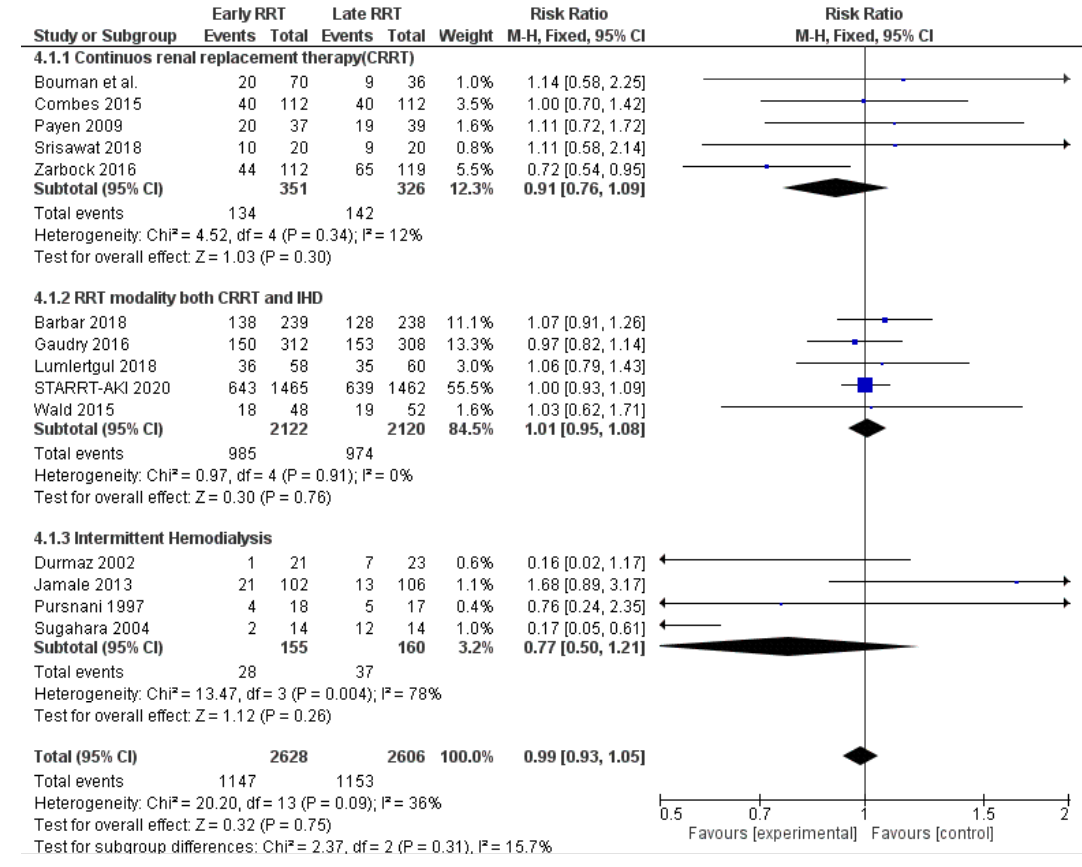 Early RRT Late RRT Risk Ratio Risk Ratio
Study or Subgroup Events Total Events Total Weight M-H, Fixed, 95% CI M-H, Fixed, 95% CI
4.1.1 Continuos renal replacement therapy(CRRT)
Bouman et al. 20 70 9 36 1.0% 1.14 [0.58, 2.25]
Combes 2015 40 112 40 112 3.5% 1.00 [0.70, 1.42]
Payen 2009 20 37 19 39 1.6% 1.11 [0.72, 1.72]
Srisawat 2018 10 20 9 20 0.8% 1.11 [0.58, 2.14]
Zarbock 2016 44 112 65 119 5.5% 0.72 [0.54, 0.95]
Subtotal (95% CI) 351 326 12.3% 0.91 [0.76, 1.09]
Total events 134 142
Heterogeneity: Chi² = 4.52, df = 4 (P = 0.34); I² = 12%
Test for overall effect: Z = 1.03 (P = 0.30)
4.1.2 RRT modality both CRRT and IHD
Barbar 2018 138 239 128 238 11.1% 1.07 [0.91, 1.26]
Gaudry 2016 150 312 153 308 13.3% 0.97 [0.82, 1.14]
Lumlertgul 2018 36 58 35 60 3.0% 1.06 [0.79, 1.43]
STARRT-AKI 2020 643 1465 639 1462 55.5% 1.00 [0.93, 1.09]
Wald 2015 18 48 19 52 1.6% 1.03 [0.62, 1.71]
Subtotal (95% CI) 2122 2120 84.5% 1.01 [0.95, 1.08]
Total events 985 974
Heterogeneity: Chi² = 0.97, df = 4 (P = 0.91); I² = 0%
Test for overall effect: Z = 0.30 (P = 0.76)
4.1.3 Intermittent Hemodialysis
Durmaz 2002 1 21 7 23 0.6% 0.16 [0.02, 1.17]
Jamale 2013 21 102 13 106 1.1% 1.68 [0.89, 3.17]
Pursnani 1997 4 18 5 17 0.4% 0.76 [0.24, 2.35]
Sugahara 2004 2 14 12 14 1.0% 0.17 [0.05, 0.61]
Subtotal (95% CI) 155 160 3.2% 0.77 [0.50, 1.21]
Total events 28 37
Heterogeneity: Chi² = 13.47, df = 3 (P = 0.004); I² = 78%
Test for overall effect: Z = 1.12 (P = 0.26)
Total (95% CI) 2628 2606 100.0% 0.99 [0.93, 1.05]
Total events 1147 1153
Heterogeneity: Chi² = 20.20, df = 13 (P = 0.09); I² = 36%
Test for overall effect: Z = 0.32 (P = 0.75)
Test for subgroup differences: Chi² = 2.37, df = 2 (P = 0.31), I² = 15.7%
0.5 0.7 1 1.5 2
Favours [experimental] Favours [control]